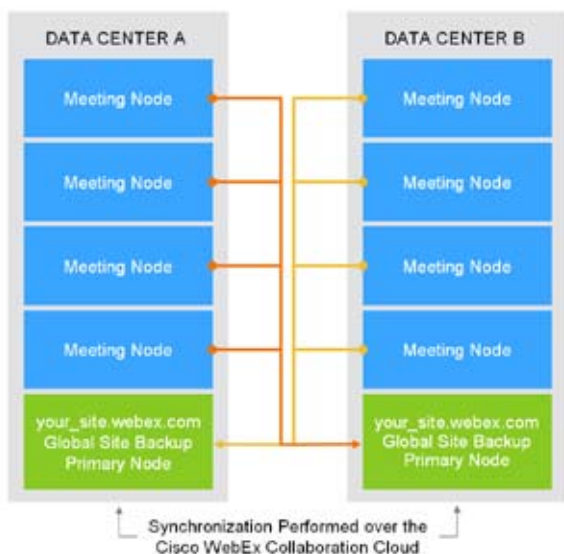 DATA CENTER A
Meeting Node
Meeting Node
Meeting Node
Meeting Node
your_site.webex.com
Global Site Backup
Primary Node
DATA CENTER B
Meeting Node
Meeting Node
Meeting Node
Meeting Node
your_site.webex.com
Global Site Backup
Primary Node
Synchronization Performed over the
Cisco WebEx Collaboration Cloud